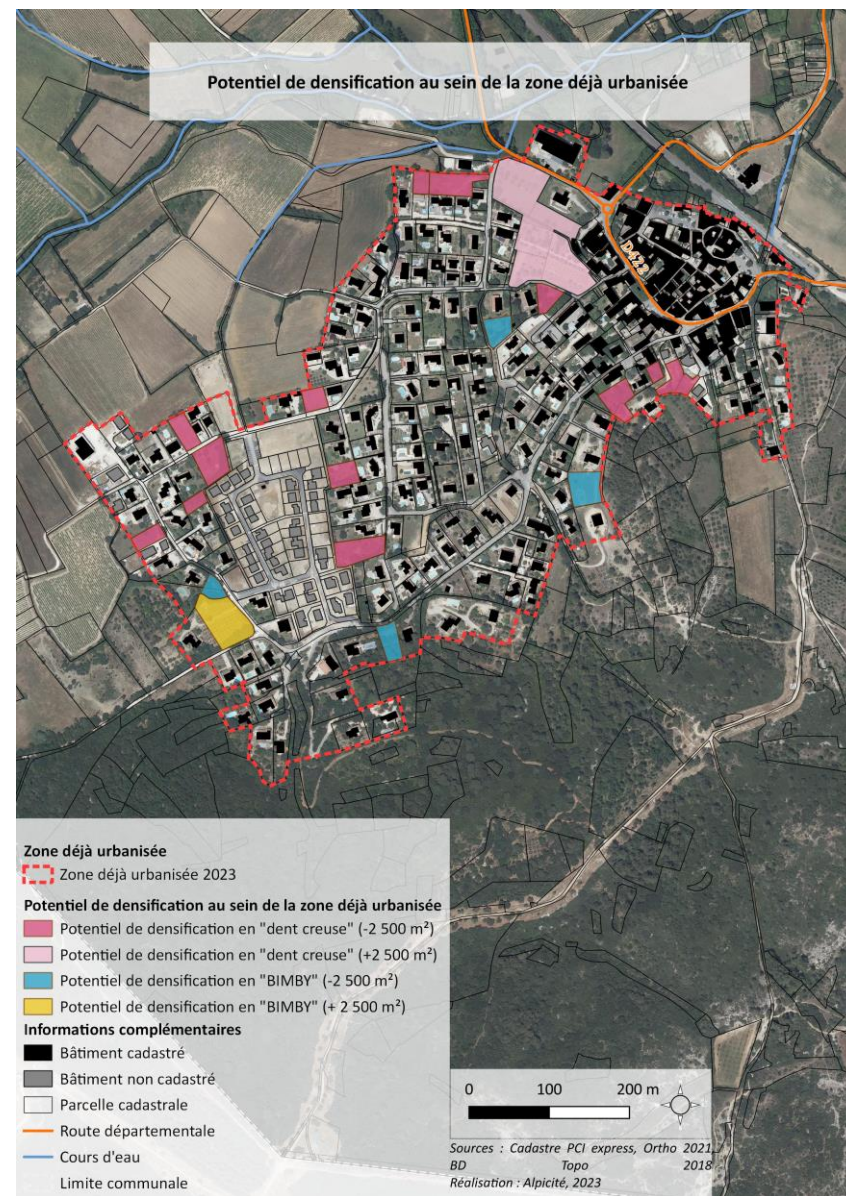 Potentiel de densification au sein de la zone déjà urbanisée
D423
Zone déjà urbanisée
Zone déjà urbanisée 2023
Potentiel de densification au sein de la zone déjà urbanisée
Potentiel de densification en "dent creuse" (-2 500 m²)
Potentiel de densification en "dent creuse" (+2 500 m²)
Potentiel de densification en "BIMBY" (-2 500 m²)
Potentiel de densification en "BIMBY" (+ 2 500 m²)
Informations complémentaires
Bâtiment cadastré
Bâtiment non cadastré
Parcelle cadastrale
Route départementale
Cours d'eau
Limite communale
0 100 200 m
Sources : Cadastre PCI express, Ortho 2021,
BD Topo 2018
Réalisation : Alpicité, 2023